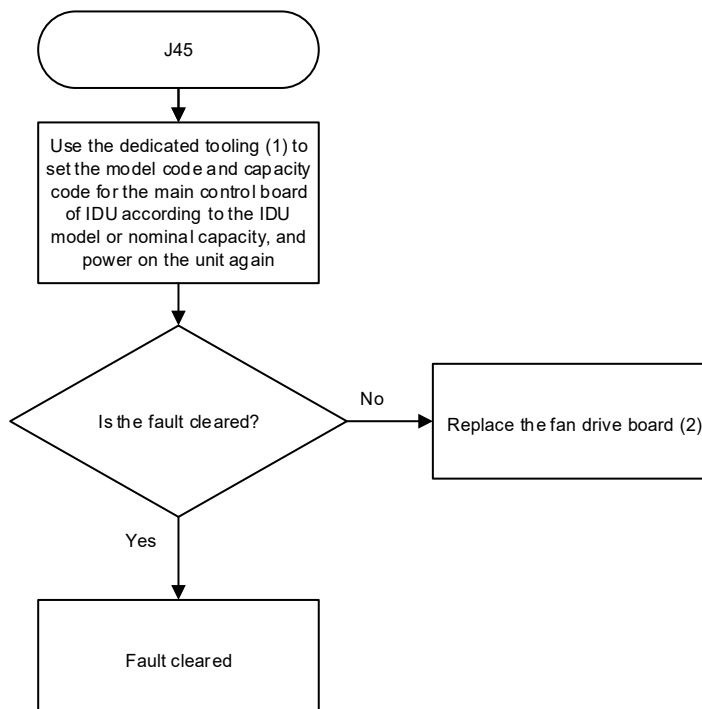 J45
Use the dedicated tooling (1) to
set the model code and capacity
code for the main control board
of IDU according to the IDU
model or nominal capacity, and
power on the unit again
Is the fault cleared?
No
Replace the fan drive board (2)
Yes
Fault cleared